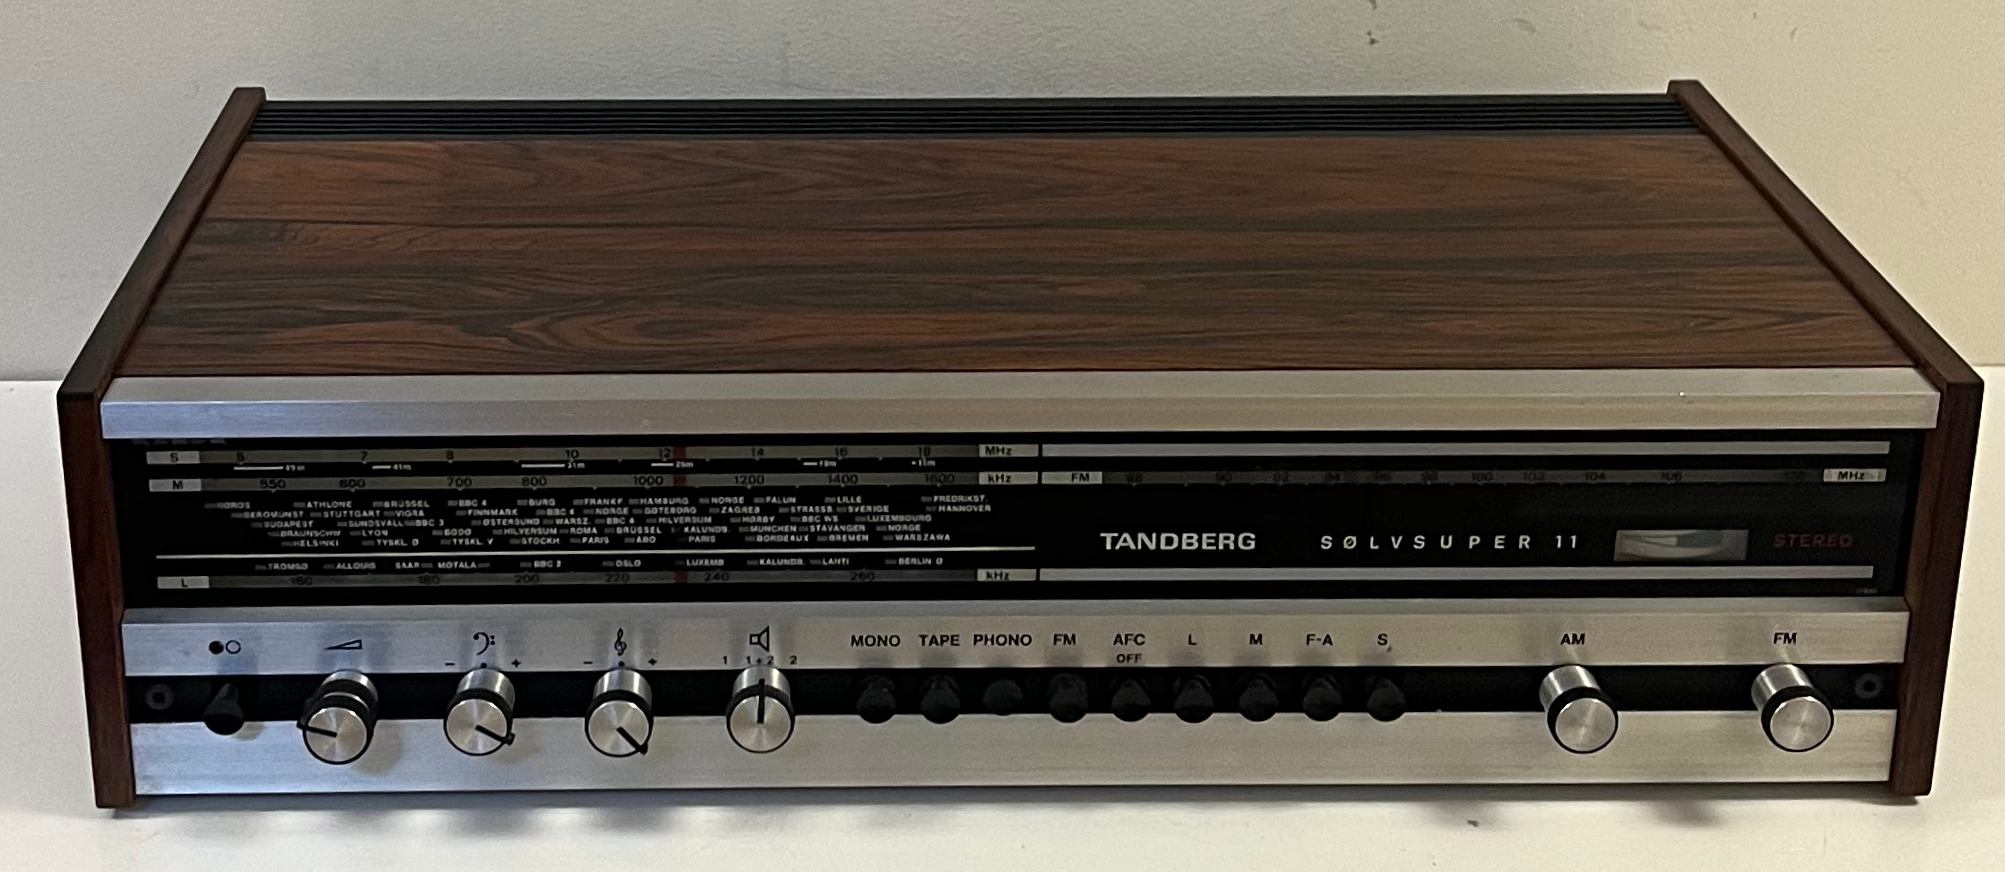 S 6 7 8 10 12 14 16 18 MHz
49m 41m 31m 25m 19m
M 550 600 700 800 1000 1200 1400 1600 kHz
FM 88 90 92 94 96 98 100 102 104 106 MHz
RØROS ATHLONE BRÜSSEL BBC 4 BURG FRANKF. HAMBURG NORGE FALUN LILLE FREDRIKST.
BEROMÜNST STUTTGART VIGRA FINNMARK BBC 4 NORGE GÖTEBORG ZAGREB STRASSB. SVERIGE HANNOVER
BUDAPEST SUNDSVALL BBC 3 ØSTERSUND WARSZ. BBC 4 HILVERSUM HØRBY BBC WS LUXEMBOURG
BRAUNSCHW LYON BODØ HILVERSUM ROMA BRÜSSEL KALUNDB. MÜNCHEN STAVANGER NORGE
HELSINKI TYSKL. Ø TYSKL. V STOCKH PARIS ÅBO PARIS BORDEAUX BREMEN WARSZAWA
TANDBERG SØLVSUPER 11 STEREO
TROMSØ ALLOUIS SAAR MOTALA BBC 2 OSLO LUXEMB KALUNDB. LAHTI BERLIN Ø
L 160 180 200 220 240 260 kHz
MONO TAPE PHONO FM AFC L M F-A S AM FM
- + - + 1 1+2 2 OFF